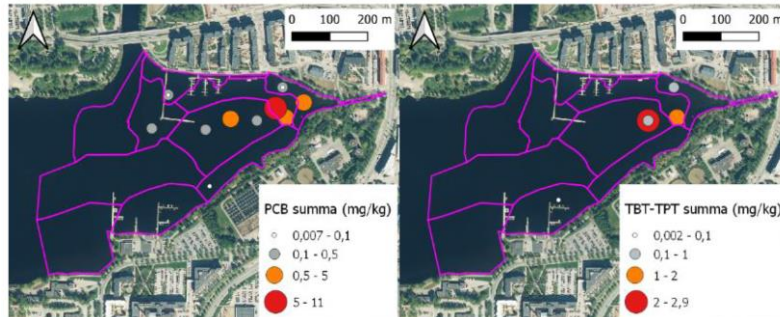 0 100 200 m
PCB summa (mg/kg)
0,007 - 0,1
0,1 - 0,5
0,5 - 5
5 - 11
0 100 200 m
TBT-TPT summa (mg/kg)
0,002 - 0,1
0,1 - 1
1 - 2
2 - 2,9